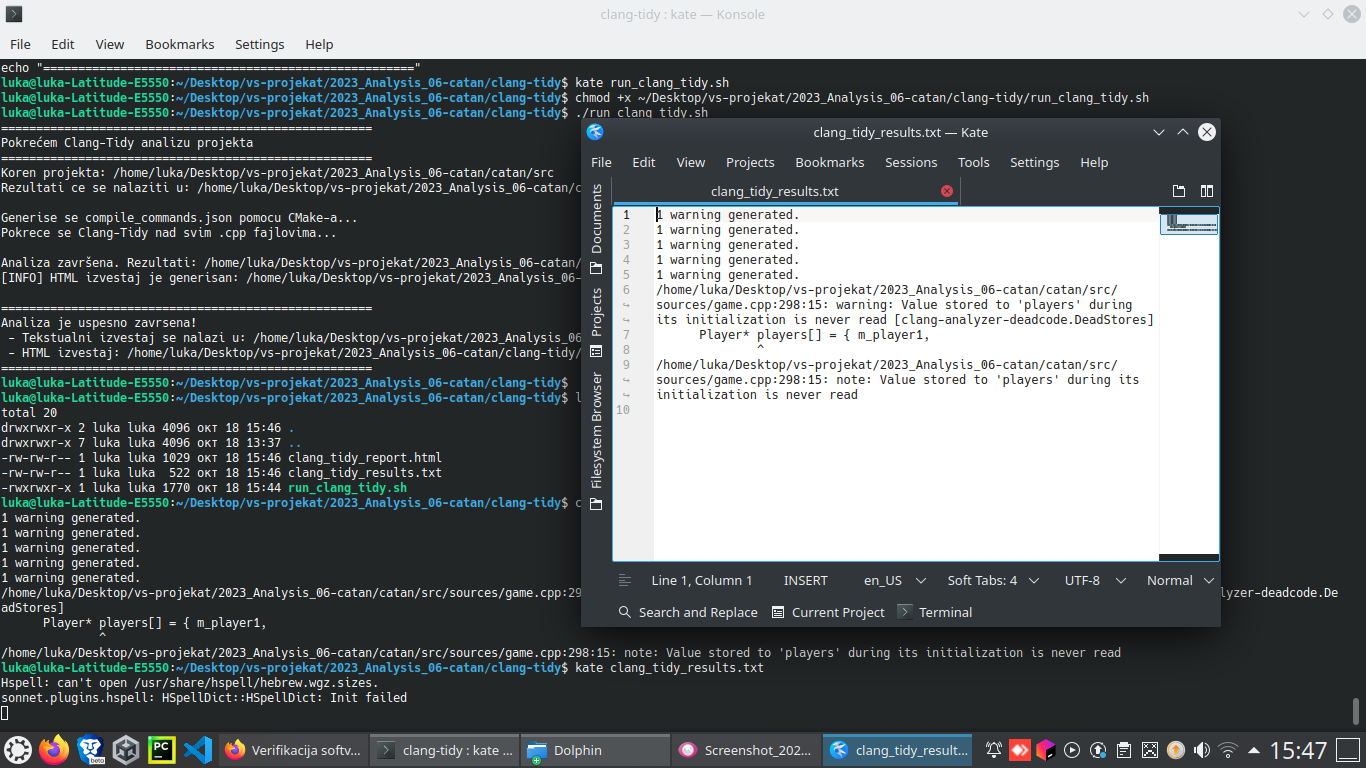 clang-tidy : kate — Konsole
File Edit View Bookmarks Settings Help
echo "====================================================="
luka@luka-Latitude-E5550:~/Desktop/vs-projekat/2023_Analysis_06-catan/clang-tidy$ kate run_clang_tidy.sh
luka@luka-Latitude-E5550:~/Desktop/vs-projekat/2023_Analysis_06-catan/clang-tidy$ chmod +x ~/Desktop/vs-projekat/2023_Analysis_06-catan/clang-tidy/run_clang_tidy.sh
luka@luka-Latitude-E5550:~/Desktop/vs-projekat/2023_Analysis_06-catan/clang-tidy$ ./run_clang_tidy.sh
=====================================================
Pokrećem Clang-Tidy analizu projekta
=====================================================
Koren projekta: /home/luka/Desktop/vs-projekat/2023_Analysis_06-catan/catan/src
Rezultati ce se nalaziti u: /home/luka/Desktop/vs-projekat/2023_Analysis_06-catan/c
Generise se compile_commands.json pomocu CMake-a...
Pokrece se Clang-Tidy nad svim .cpp fajlovima...
Analiza završena. Rezultati: /home/luka/Desktop/vs-projekat/2023_Analysis_06-catan/
[INFO] HTML izvestaj je generisan: /home/luka/Desktop/vs-projekat/2023_Analysis_06-
=====================================================
Analiza je uspesno zavrsena!
- Tekstualni izvestaj se nalazi u: /home/luka/Desktop/vs-projekat/2023_Analysis_06-
- HTML izvestaj: /home/luka/Desktop/vs-projekat/2023_Analysis_06-catan/clang-tidy/
=====================================================
luka@luka-Latitude-E5550:~/Desktop/vs-projekat/2023_Analysis_06-catan/clang-tidy$
luka@luka-Latitude-E5550:~/Desktop/vs-projekat/2023_Analysis_06-catan/clang-tidy$ l
total 20
drwxrwxr-x 2 luka luka 4096 окт 18 15:46 .
drwxrwxr-x 7 luka luka 4096 окт 18 13:37 ..
-rw-rw-r-- 1 luka luka 1029 окт 18 15:46 clang_tidy_report.html
-rw-rw-r-- 1 luka luka  522 окт 18 15:46 clang_tidy_results.txt
-rwxrwxr-x 1 luka luka 1770 окт 18 15:44 run_clang_tidy.sh
luka@luka-Latitude-E5550:~/Desktop/vs-projekat/2023_Analysis_06-catan/clang-tidy$ c
1 warning generated.
1 warning generated.
1 warning generated.
1 warning generated.
1 warning generated.
/home/luka/Desktop/vs-projekat/2023_Analysis_06-catan/catan/src/sources/game.cpp:29 lyzer-deadcode.De
adStores]
Player* players[] = { m_player1,
^
/home/luka/Desktop/vs-projekat/2023_Analysis_06-catan/catan/src/sources/game.cpp:298:15: note: Value stored to 'players' during its initialization is never read
luka@luka-Latitude-E5550:~/Desktop/vs-projekat/2023_Analysis_06-catan/clang-tidy$ kate clang_tidy_results.txt
Hspell: can't open /usr/share/hspell/hebrew.wgz.sizes.
sonnet.plugins.hspell: HSpellDict::HSpellDict: Init failed
clang_tidy_results.txt — Kate
File Edit View Projects Bookmarks Sessions Tools Settings Help
clang_tidy_results.txt
Documents
Projects
Filesystem Browser
1 1 warning generated.
2 1 warning generated.
3 1 warning generated.
4 1 warning generated.
5 1 warning generated.
6 /home/luka/Desktop/vs-projekat/2023_Analysis_06-catan/catan/src/
sources/game.cpp:298:15: warning: Value stored to 'players' during
its initialization is never read [clang-analyzer-deadcode.DeadStores]
7 Player* players[] = { m_player1,
8 ^
9 /home/luka/Desktop/vs-projekat/2023_Analysis_06-catan/catan/src/
sources/game.cpp:298:15: note: Value stored to 'players' during its
initialization is never read
10
Line 1, Column 1 INSERT en_US Soft Tabs: 4 UTF-8 Normal
Search and Replace Current Project Terminal
beta PC Verifikacija softv... clang-tidy : kate ... Dolphin Screenshot_202... clang_tidy_result... 15:47